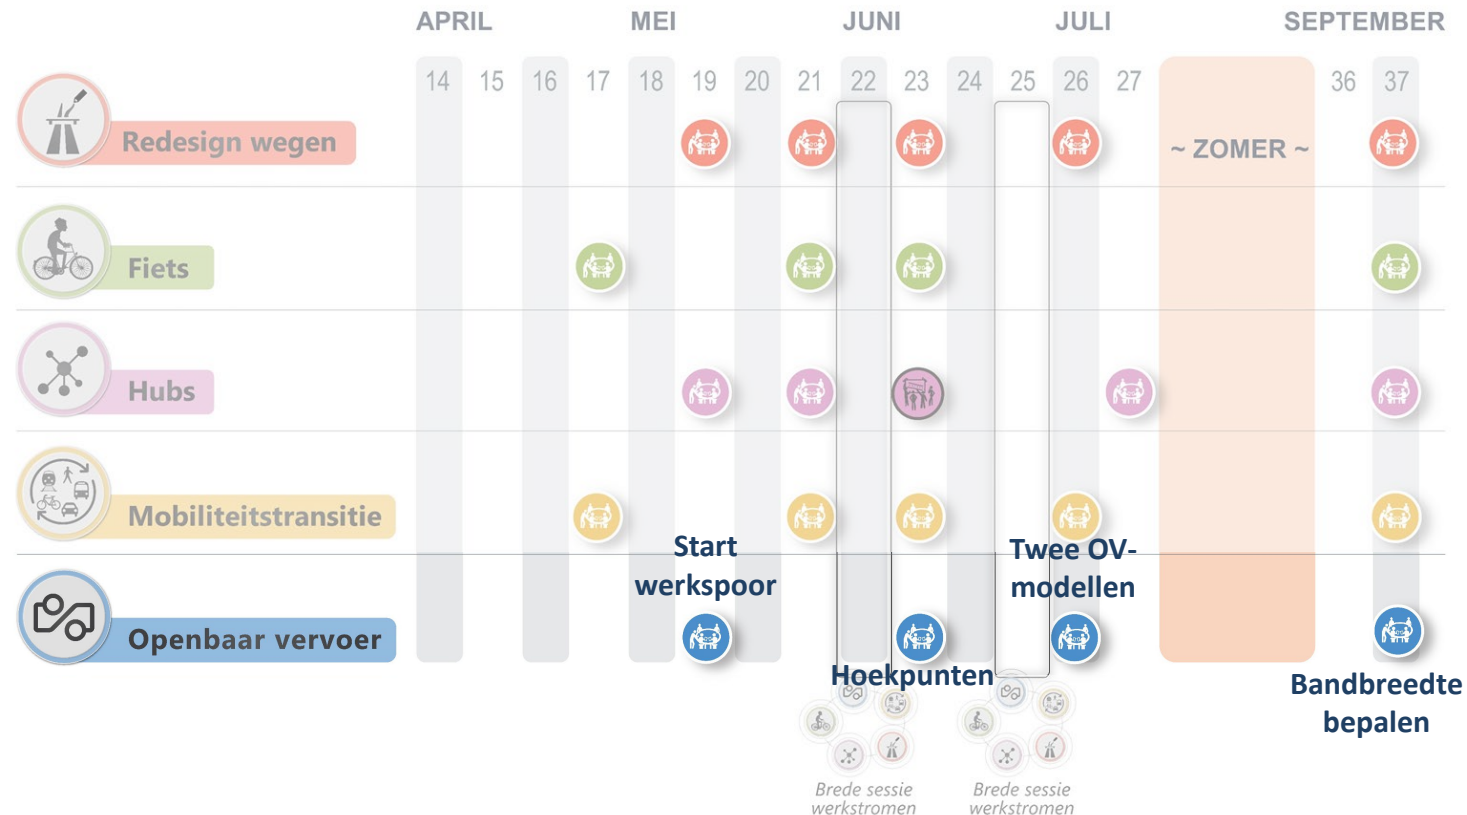 APRIL MEI JUNI JULI SEPTEMBER
14 15 16 17 18 19 20 21 22 23 24 25 26 27 36 37
Redesign wegen
~ ZOMER ~
Fiets
Hubs
Mobiliteitstransitie
Start
werkspoor
Twee OV-
modellen
Openbaar vervoer
Hoekpunten
Bandbreedte
bepalen
Brede sessie
werkstromen
Brede sessie
werkstromen